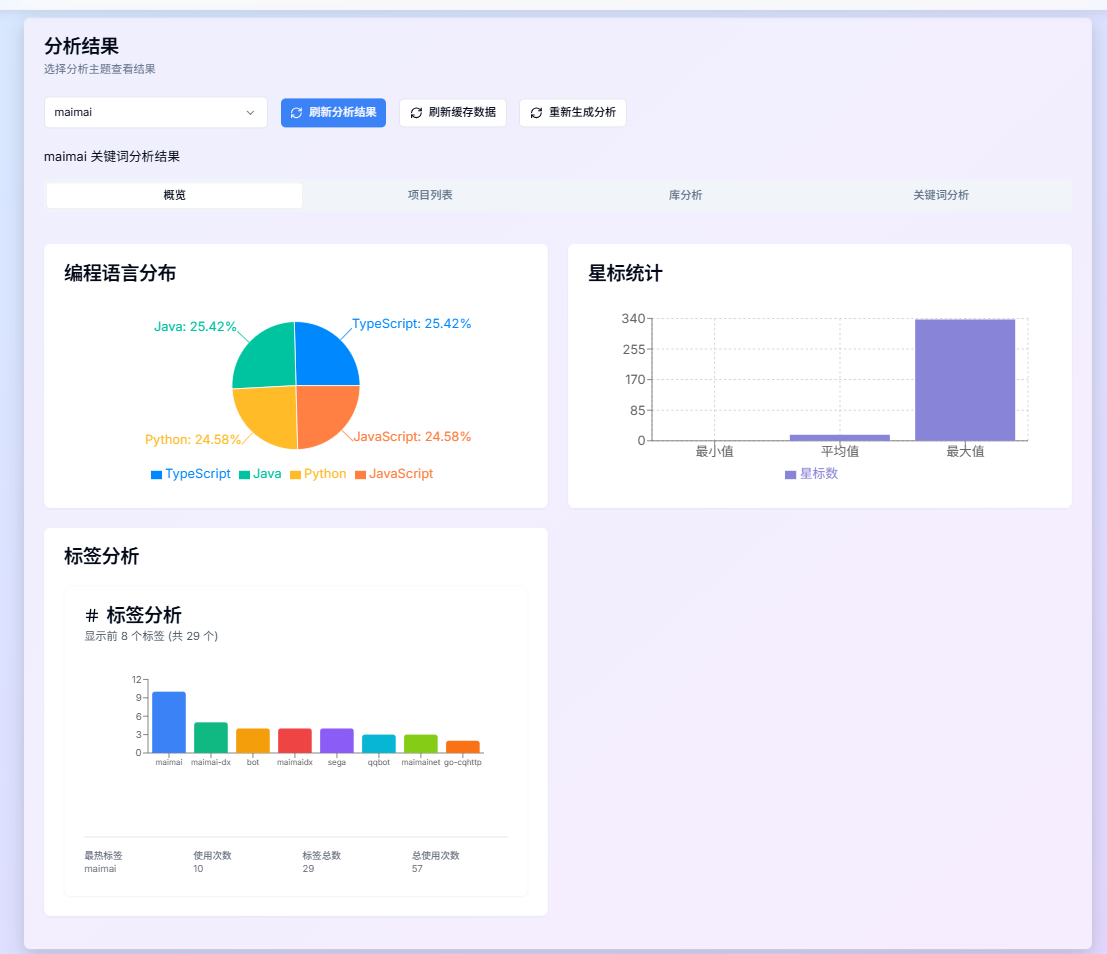 分析结果
选择分析主题查看结果
maimai 刷新分析结果 刷新缓存数据 重新生成分析
maimai 关键词分析结果
概览 项目列表 库分析 关键词分析
编程语言分布
Java: 25.42% TypeScript: 25.42%
Python: 24.58% JavaScript: 24.58%
TypeScript Java Python JavaScript
星标统计
340
255
170
85
0
最小值 平均值 最大值
星标数
标签分析
# 标签分析
显示前 8 个标签 (共 29 个)
12
9
6
3
0
maimai maimai-dx bot maimaidx sega qqbot maimainet go-cqhttp
最热标签 使用次数 标签总数 总使用次数
maimai 10 29 57